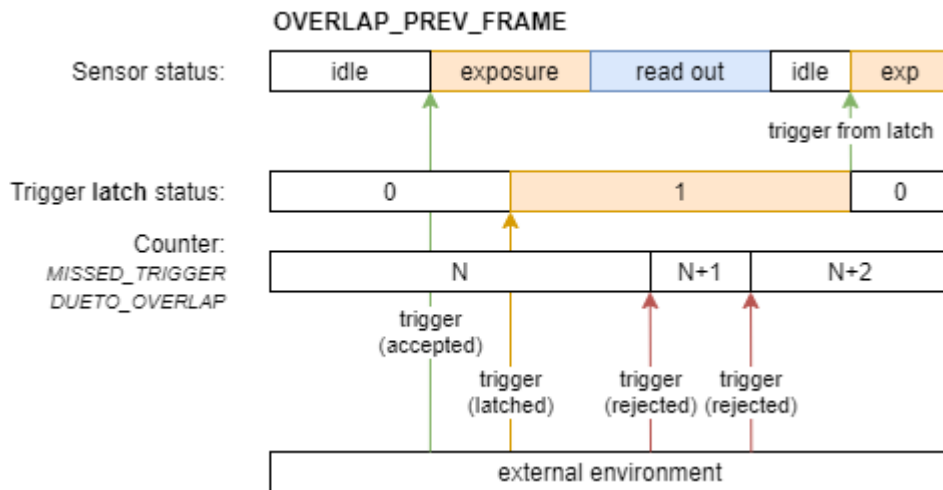 OVERLAP_PREV_FRAME
Sensor status:
idle
exposure
read out
idle
exp
trigger from latch
Trigger latch status:
0
1
0
Counter:
MISSED_TRIGGER
DUETO_OVERLAP
N
N+1
N+2
trigger
(accepted)
trigger
(latched)
trigger
(rejected)
trigger
(rejected)
external environment